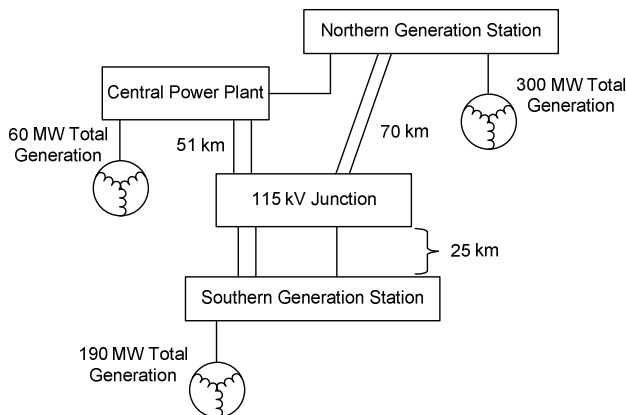 Northern Generation Station
Central Power Plant
300 MW Total
Generation
60 MW Total
Generation
51 km
70 km
115 kV Junction
25 km
Southern Generation Station
190 MW Total
Generation